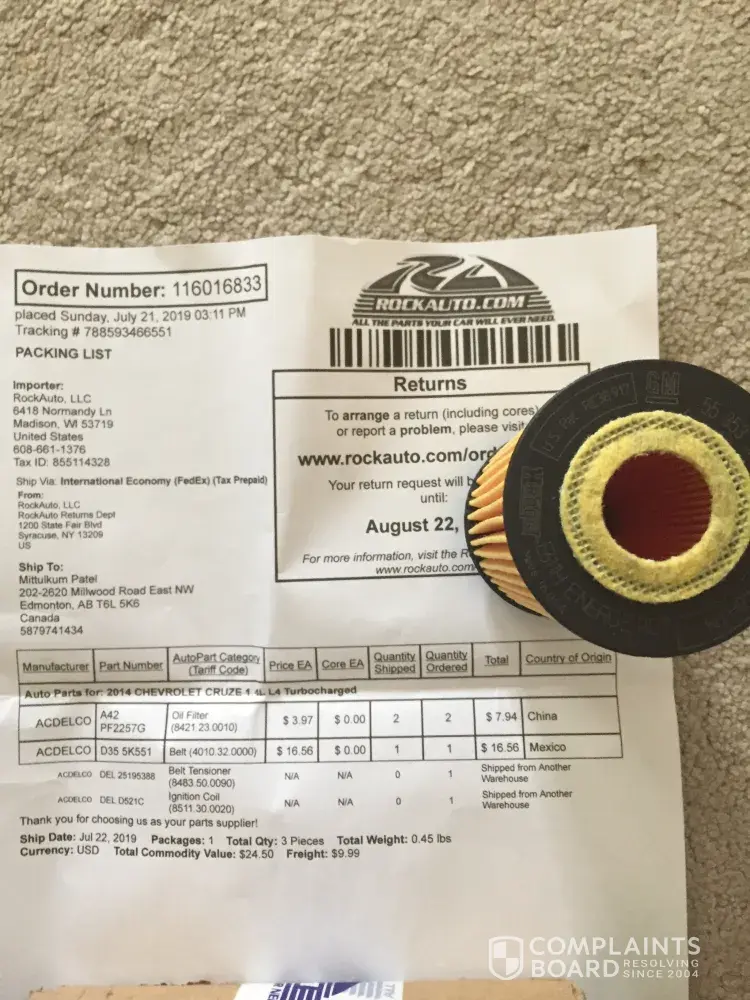 Order Number: 116016833
placed Sunday, July 21, 2019 03:11 PM
Tracking # 788593466551
PACKING LIST
Importer:
RockAuto, LLC
6418 Normandy Ln
Madison, WI 53719
United States
608-661-1376
Tax ID: 855114328
Ship Via: International Economy (FedEx) (Tax Prepaid)
From:
RockAuto, LLC
RockAuto Returns Dept
1200 State Fair Blvd
Syracuse, NY 13209
US
Ship To:
Mittulkum Patel
202-2620 Millwood Road East NW
Edmonton, AB T6L 5K6
Canada
5879741434
RA
ROCKAUTO.COM
ALL THE PARTS YOUR CAR WILL EVER NEED.
Returns
To arrange a return (including cores)
or report a problem, please visit
www.rockauto.com/ord
Your return request will b
until:
August 22,
For more information, visit the R
www.rockauto.com
GM
Manufacturer Part Number AutoPart Category (Tariff Code) Price EA Core EA Quantity Shipped Quantity Ordered Total Country of Origin
Auto Parts for: 2014 CHEVROLET CRUZE 1.4L L4 Turbocharged
ACDELCO A42 PF2257G Oil Filter (8421.23.0010) $ 3.97 $ 0.00 2 2 $ 7.94 China
ACDELCO D35 5K551 Belt (4010.32.0000) $ 16.56 $ 0.00 1 1 $ 16.56 Mexico
ACDELCO DEL 25195388 Belt Tensioner (8483.50.0090) N/A N/A 0 1 Shipped from Another Warehouse
ACDELCO DEL D521C Ignition Coil (8511.30.0020) N/A N/A 0 1 Shipped from Another Warehouse
Thank you for choosing us as your parts supplier!
Ship Date: Jul 22, 2019 Packages: 1 Total Qty: 3 Pieces Total Weight: 0.45 lbs
Currency: USD Total Commodity Value: $24.50 Freight: $9.99
COMPLAINTS
BOARD RESOLVING SINCE 2004